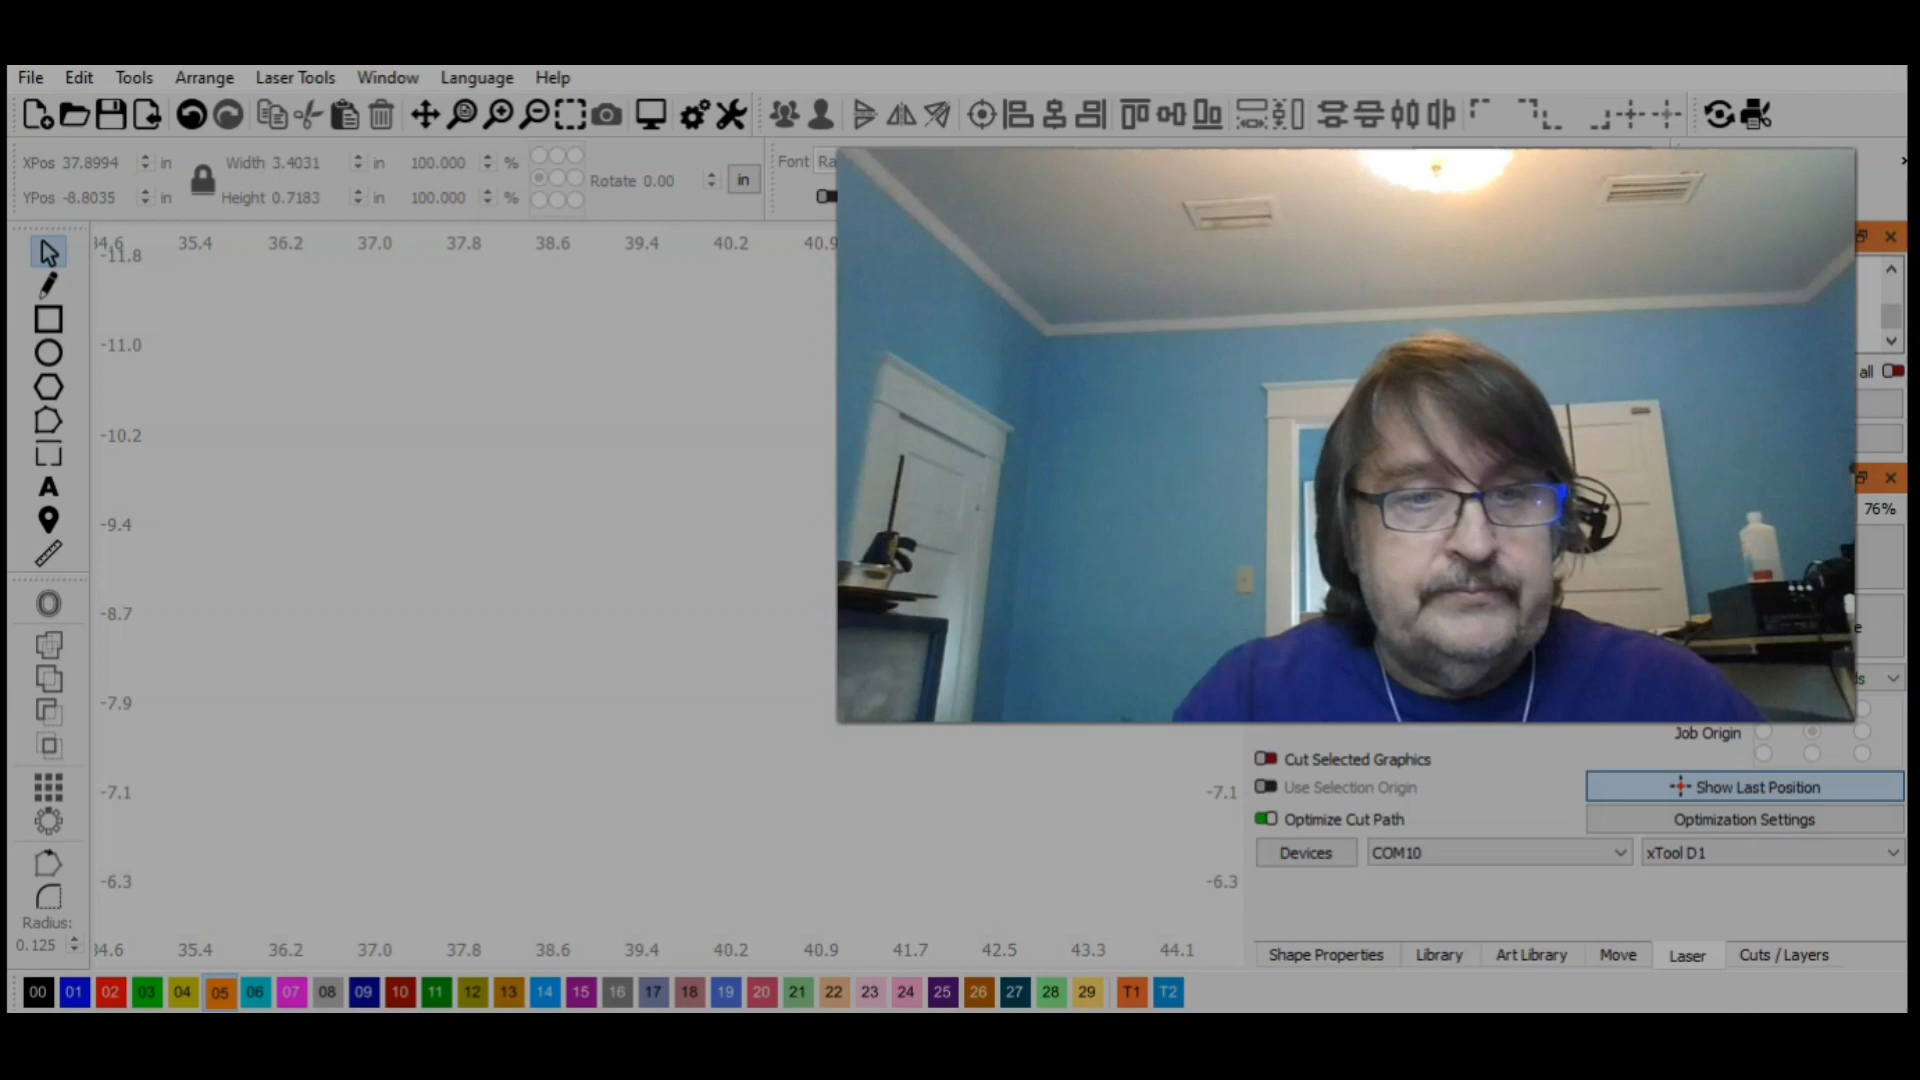 File Edit Tools Arrange Laser Tools Window Language Help
XPos 37.8994 in Width 3.4031 in 100.000 % Rotate 0.00 in Font Ra
YPos -8.8035 in Height 0.7183 in 100.000 %
34.6 35.4 36.2 37.0 37.8 38.6 39.4 40.2 40.9
-11.8
-11.0
-10.2
-9.4
-8.7
-7.9
-7.1 -7.1
-6.3 -6.3
34.6 35.4 36.2 37.0 37.8 38.6 39.4 40.2 40.9 41.7 42.5 43.3 44.1
Radius:
0.125
all
76%
e
Job Origin
Cut Selected Graphics
Use Selection Origin
Show Last Position
Optimize Cut Path
Optimization Settings
Devices COM10 xTool D1
Shape Properties Library Art Library Move Laser Cuts / Layers
00 01 02 03 04 05 06 07 08 09 10 11 12 13 14 15 16 17 18 19 20 21 22 23 24 25 26 27 28 29 T1 T2